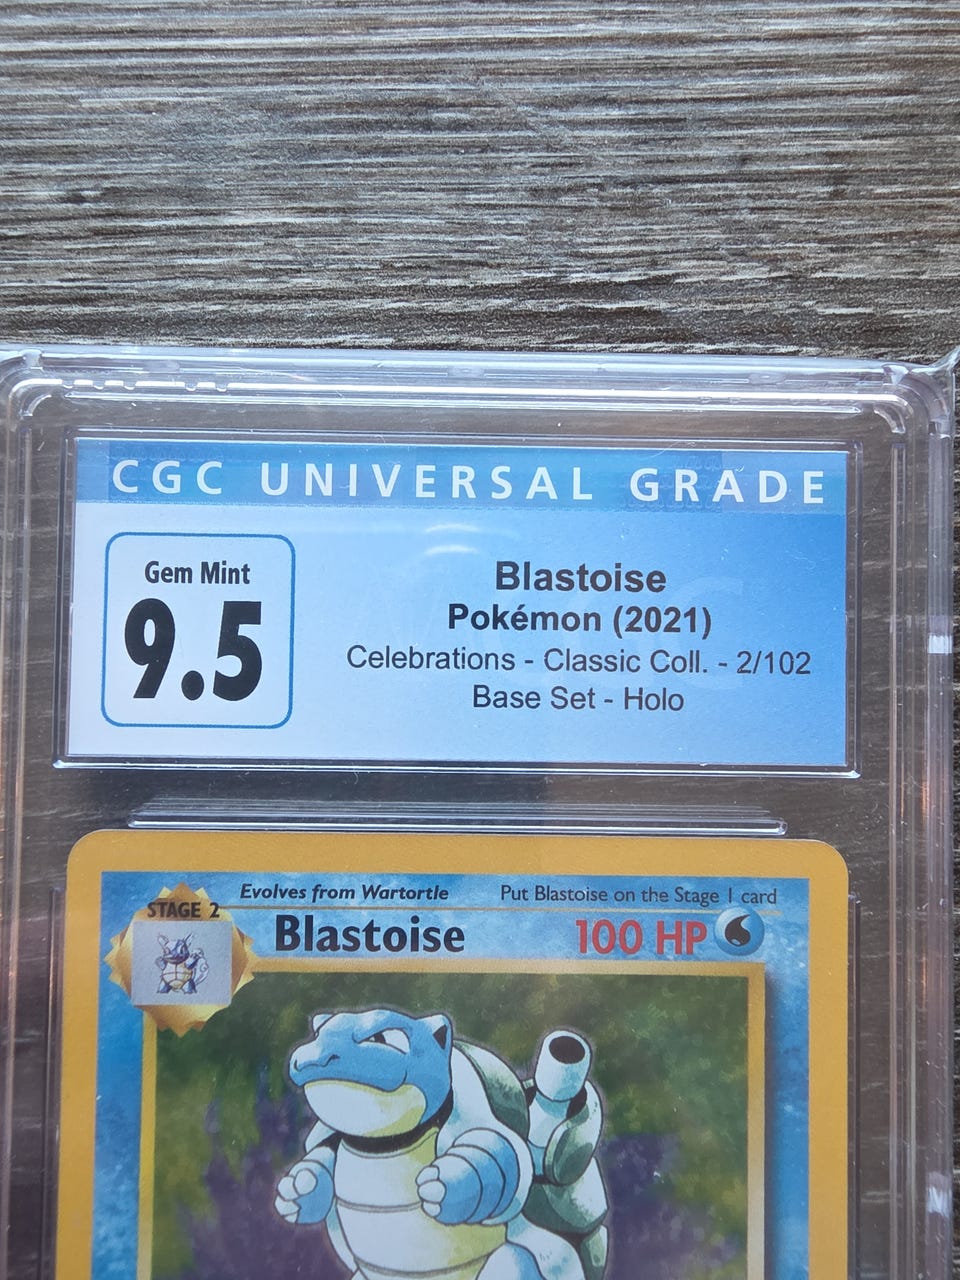 CGC UNIVERSAL GRADE
Gem Mint
9.5
Blastoise
Pokémon (2021)
Celebrations - Classic Coll. - 2/102
Base Set - Holo
Evolves from Wartortle
Put Blastoise on the Stage 1 card
STAGE 2
Blastoise
100 HP